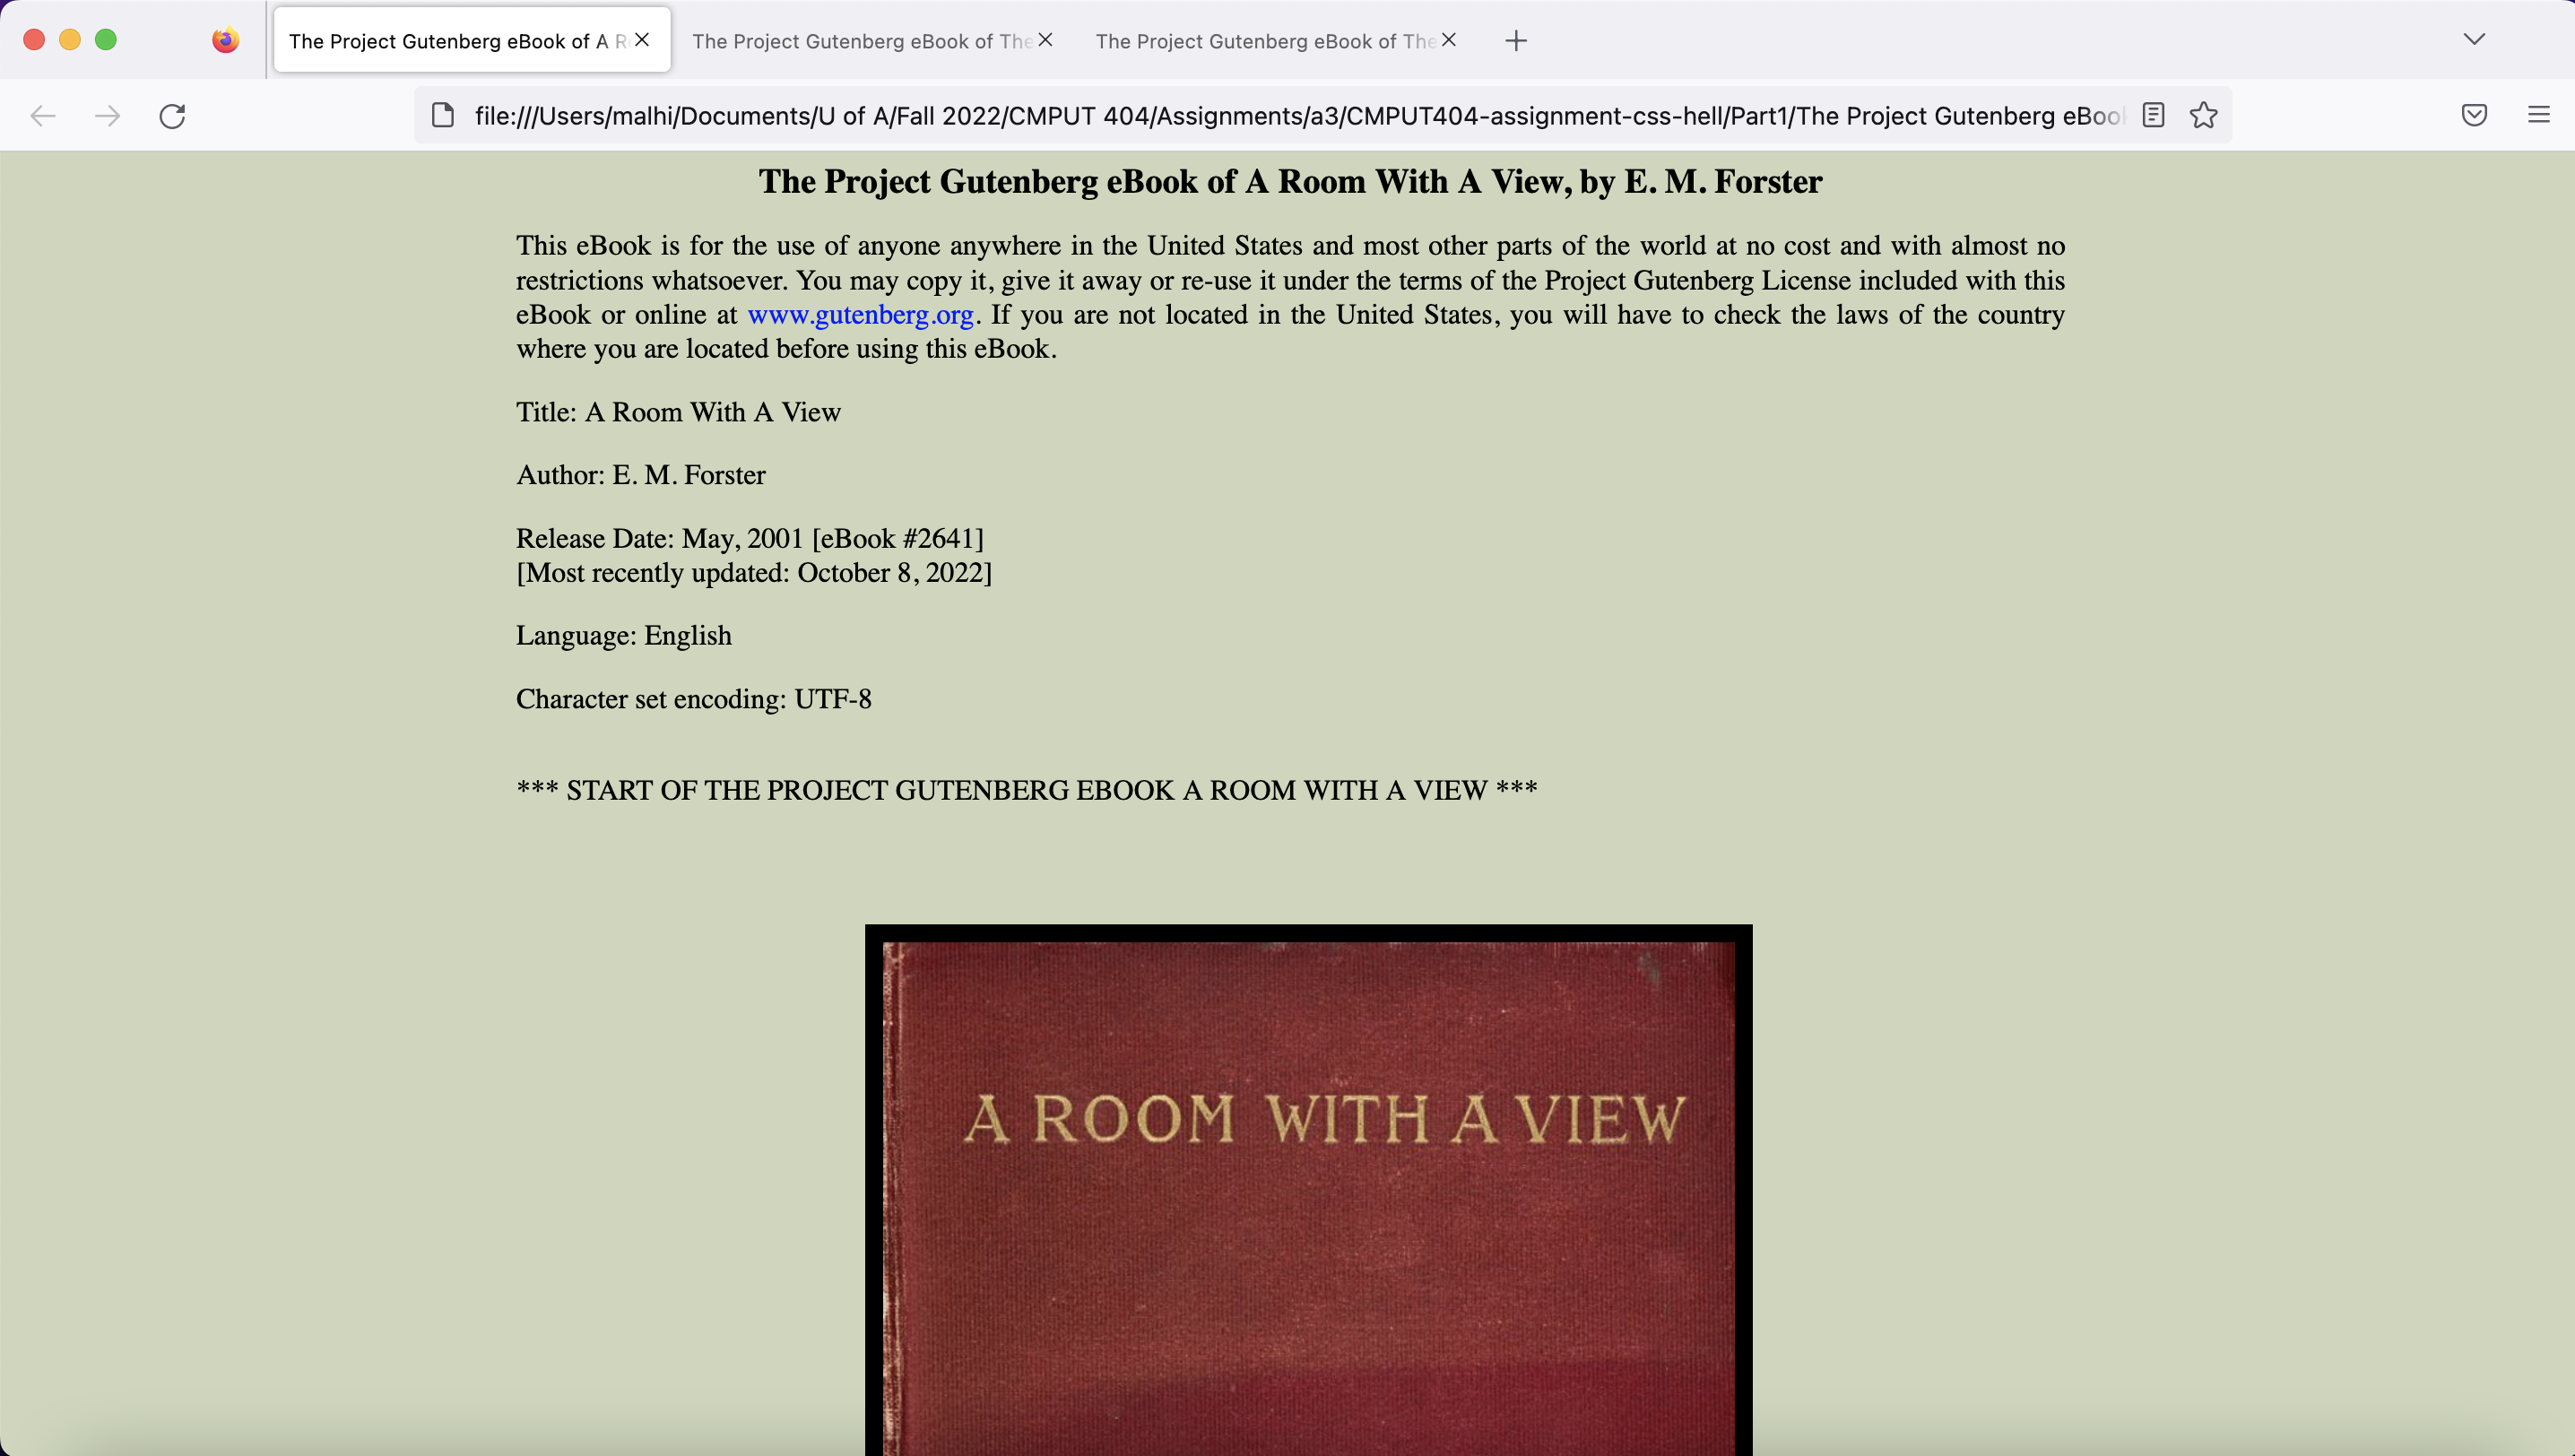 The Project Gutenberg eBook of A R
The Project Gutenberg eBook of The
The Project Gutenberg eBook of The
file:///Users/malhi/Documents/U of A/Fall 2022/CMPUT 404/Assignments/a3/CMPUT404-assignment-css-hell/Part1/The Project Gutenberg eBook
The Project Gutenberg eBook of A Room With A View, by E. M. Forster
This eBook is for the use of anyone anywhere in the United States and most other parts of the world at no cost and with almost no
restrictions whatsoever. You may copy it, give it away or re-use it under the terms of the Project Gutenberg License included with this
eBook or online at www.gutenberg.org. If you are not located in the United States, you will have to check the laws of the country
where you are located before using this eBook.
Title: A Room With A View
Author: E. M. Forster
Release Date: May, 2001 [eBook #2641]
[Most recently updated: October 8, 2022]
Language: English
Character set encoding: UTF-8
*** START OF THE PROJECT GUTENBERG EBOOK A ROOM WITH A VIEW ***
A ROOM WITH A VIEW